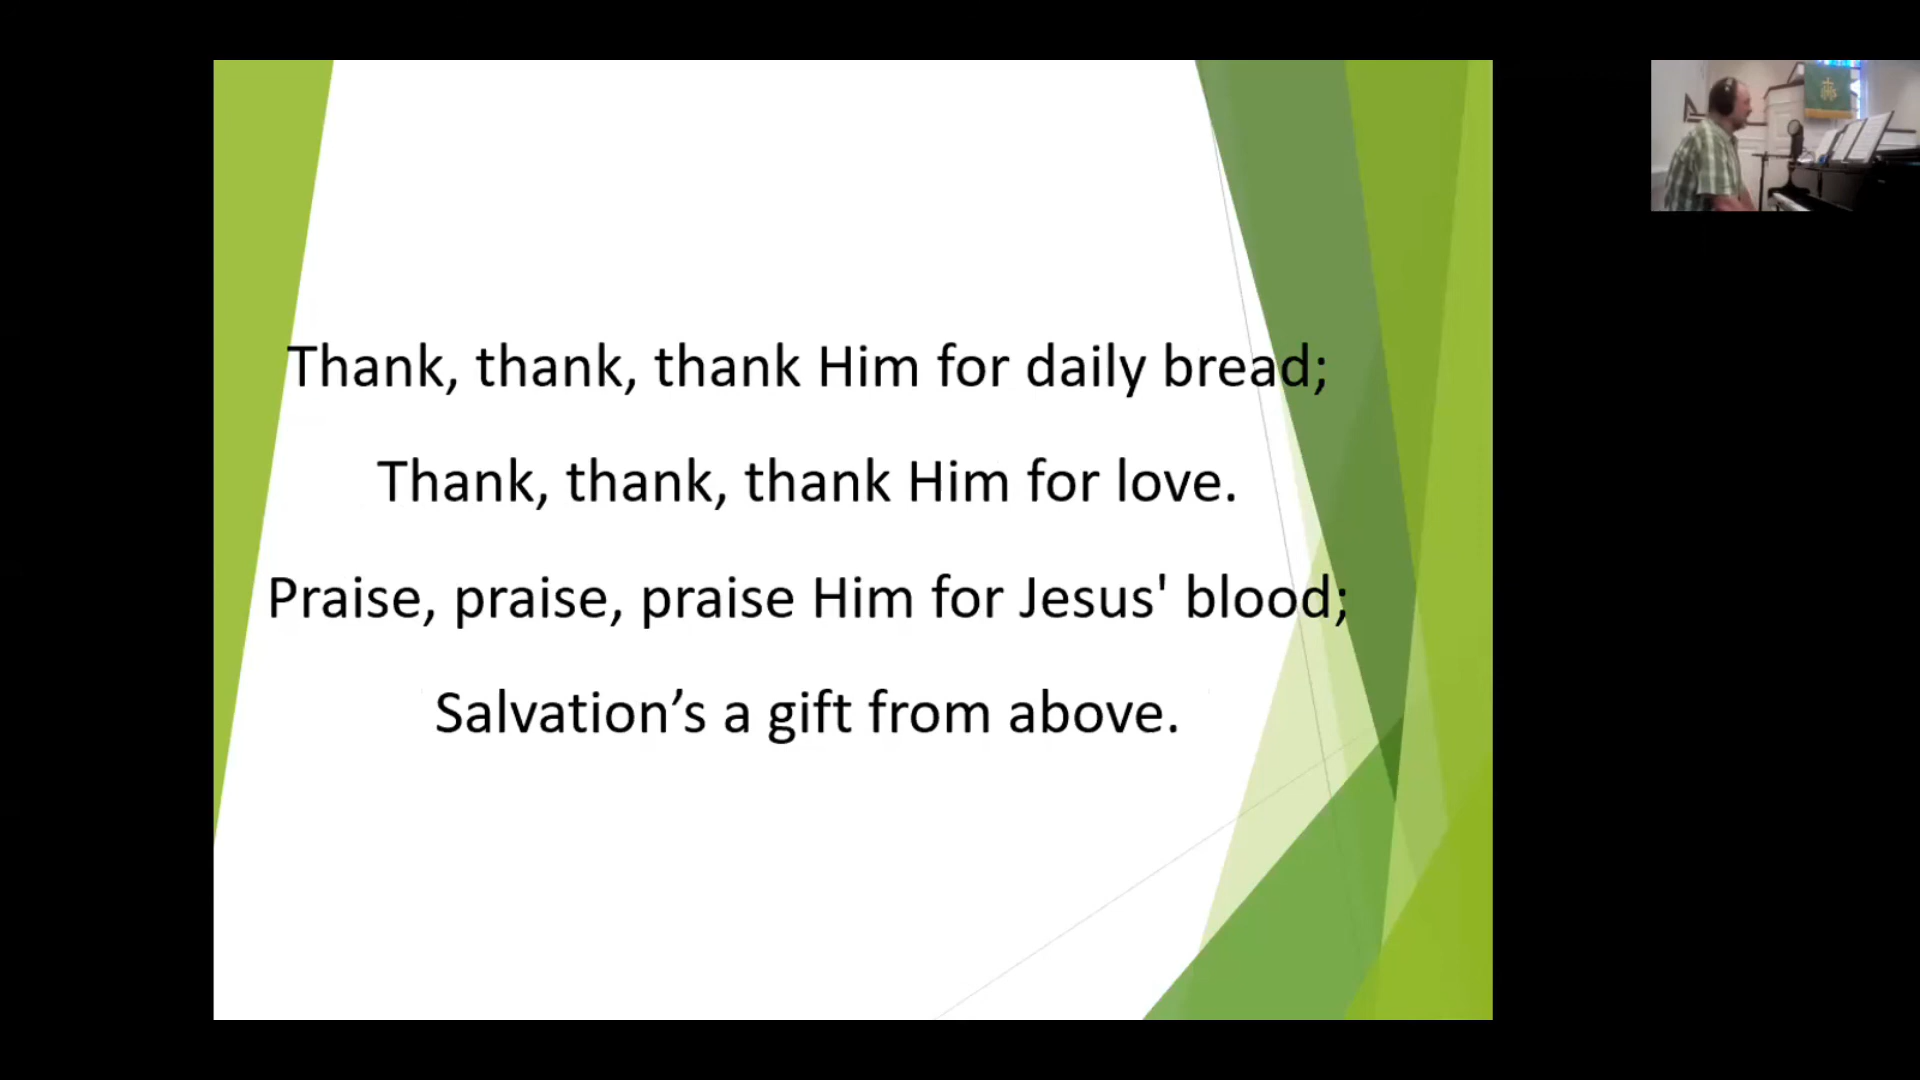 Thank, thank, thank Him for daily bread;
Thank, thank, thank Him for love.
Praise, praise, praise Him for Jesus' blood;
Salvation’s a gift from above.